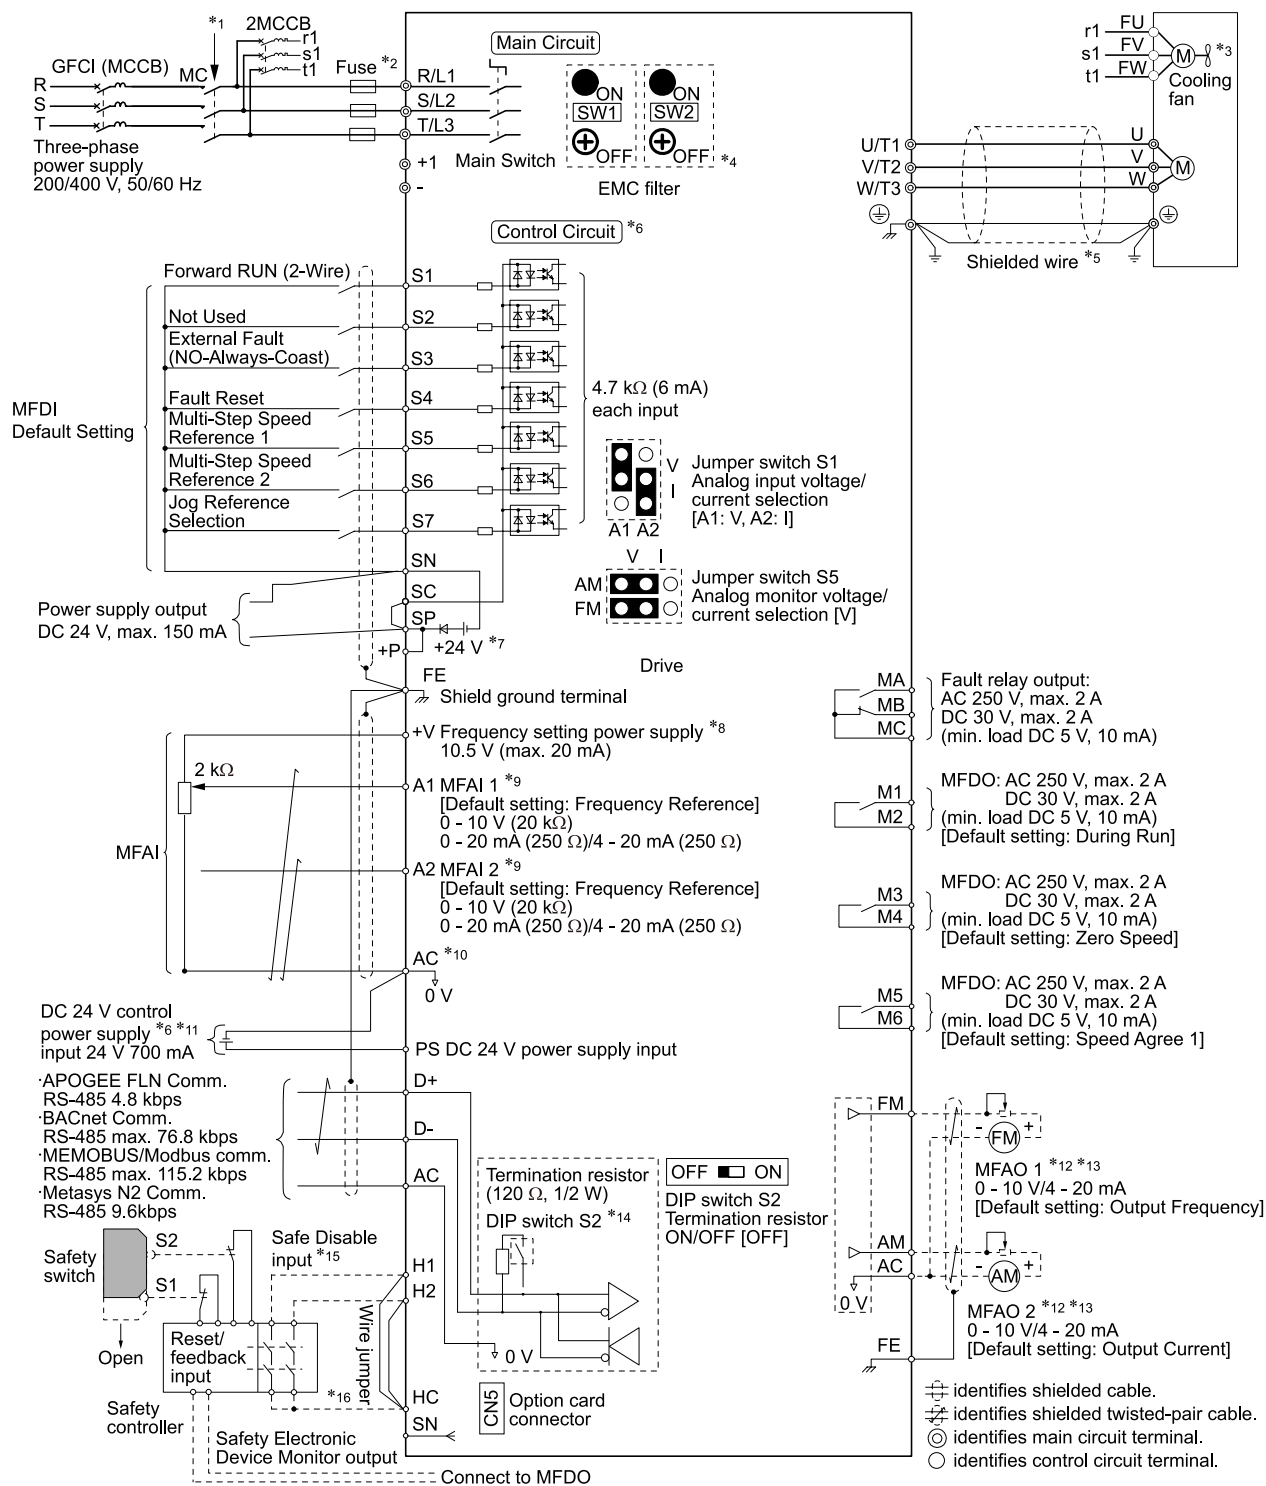 *1
2MCCB
r1
s1
t1
GFCI (MCCB)
MC
Fuse *2
R
S
T
Three-phase
power supply
200/400 V, 50/60 Hz
R/L1
S/L2
T/L3
+1
-
Main Circuit
Main Switch
ON
SW1
OFF
ON
SW2
OFF
*4
EMC filter
r1
s1
t1
FU
FV
FW
M
*3
Cooling
fan
U/T1
V/T2
W/T3
U
V
W
M
Shielded wire *5
Control Circuit *6
MFDI
Default Setting
Forward RUN (2-Wire)
Not Used
External Fault
(NO-Always-Coast)
Fault Reset
Multi-Step Speed
Reference 1
Multi-Step Speed
Reference 2
Jog Reference
Selection
S1
S2
S3
S4
S5
S6
S7
SN
SC
SP
+P
+24 V *7
4.7 kΩ (6 mA)
each input
V
I
A1 A2
Jumper switch S1
Analog input voltage/
current selection
[A1: V, A2: I]
V I
AM
FM
Jumper switch S5
Analog monitor voltage/
current selection [V]
Power supply output
DC 24 V, max. 150 mA
Drive
FE
Shield ground terminal
MFAI
2 kΩ
+V Frequency setting power supply *8
10.5 V (max. 20 mA)
A1 MFAI 1 *9
[Default setting: Frequency Reference]
0 - 10 V (20 kΩ)
0 - 20 mA (250 Ω)/4 - 20 mA (250 Ω)
A2 MFAI 2 *9
[Default setting: Frequency Reference]
0 - 10 V (20 kΩ)
0 - 20 mA (250 Ω)/4 - 20 mA (250 Ω)
AC *10
0 V
MA
MB
MC
Fault relay output:
AC 250 V, max. 2 A
DC 30 V, max. 2 A
(min. load DC 5 V, 10 mA)
M1
M2
MFDO: AC 250 V, max. 2 A
DC 30 V, max. 2 A
(min. load DC 5 V, 10 mA)
[Default setting: During Run]
M3
M4
MFDO: AC 250 V, max. 2 A
DC 30 V, max. 2 A
(min. load DC 5 V, 10 mA)
[Default setting: Zero Speed]
M5
M6
MFDO: AC 250 V, max. 2 A
DC 30 V, max. 2 A
(min. load DC 5 V, 10 mA)
[Default setting: Speed Agree 1]
DC 24 V control
power supply *6 *11
input 24 V 700 mA
PS DC 24 V power supply input
·APOGEE FLN Comm.
RS-485 4.8 kbps
·BACnet Comm.
RS-485 max. 76.8 kbps
·MEMOBUS/Modbus comm.
RS-485 max. 115.2 kbps
·Metasys N2 Comm.
RS-485 9.6kbps
D+
D-
AC
Termination resistor
(120 Ω, 1/2 W)
DIP switch S2 *14
0 V
OFF ON
DIP switch S2
Termination resistor
ON/OFF [OFF]
FM
- +
FM
MFAO 1 *12 *13
0 - 10 V/4 - 20 mA
[Default setting: Output Frequency]
AM
AC
0 V
- +
AM
MFAO 2 *12 *13
0 - 10 V/4 - 20 mA
[Default setting: Output Current]
FE
Safety
switch
S2
S1
Open
Safe Disable
input *15
H1
H2
Wire jumper
Reset/
feedback
input
*16
HC
SN
Safety
controller
Safety Electronic
Device Monitor output
Connect to MFDO
CN5
Option card
connector
identifies shielded cable.
identifies shielded twisted-pair cable.
identifies main circuit terminal.
identifies control circuit terminal.